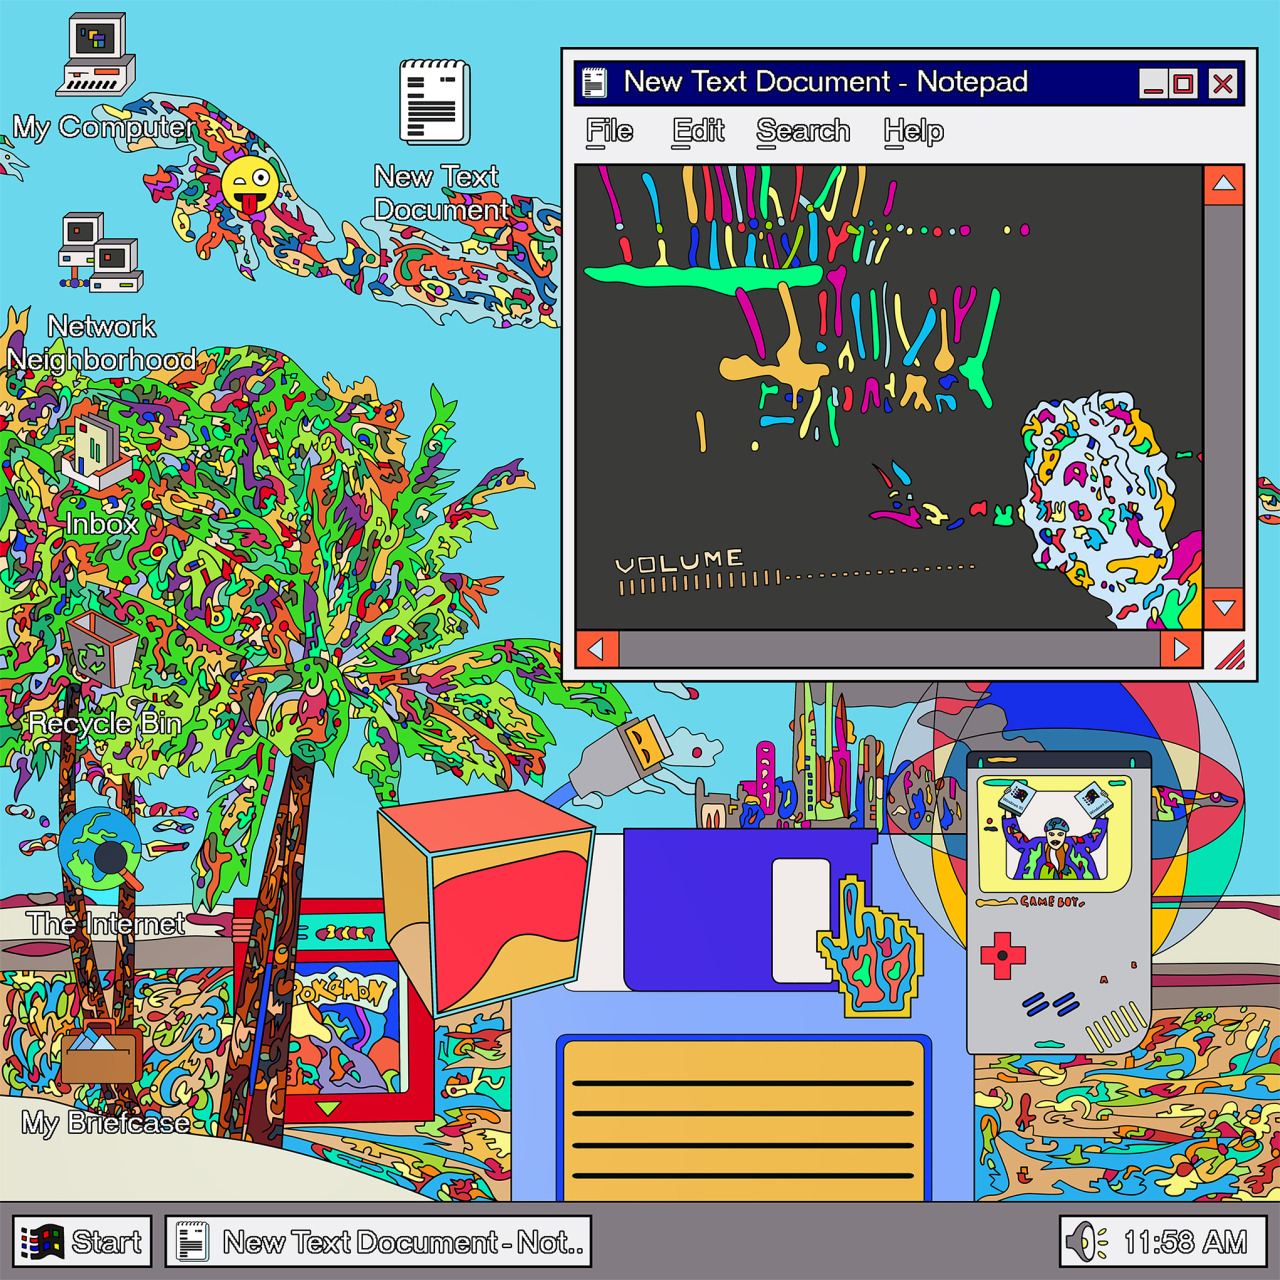 My Computer
New Text
Document
Network
Neighborhood
Inbox
Recycle Bin
The Internet
My Briefcase
New Text Document - Notepad
File Edit Search Help
VOLUME
B
POKéMON
GAME BOY
A
B
Start
New Text Document - Not..
11:58 AM